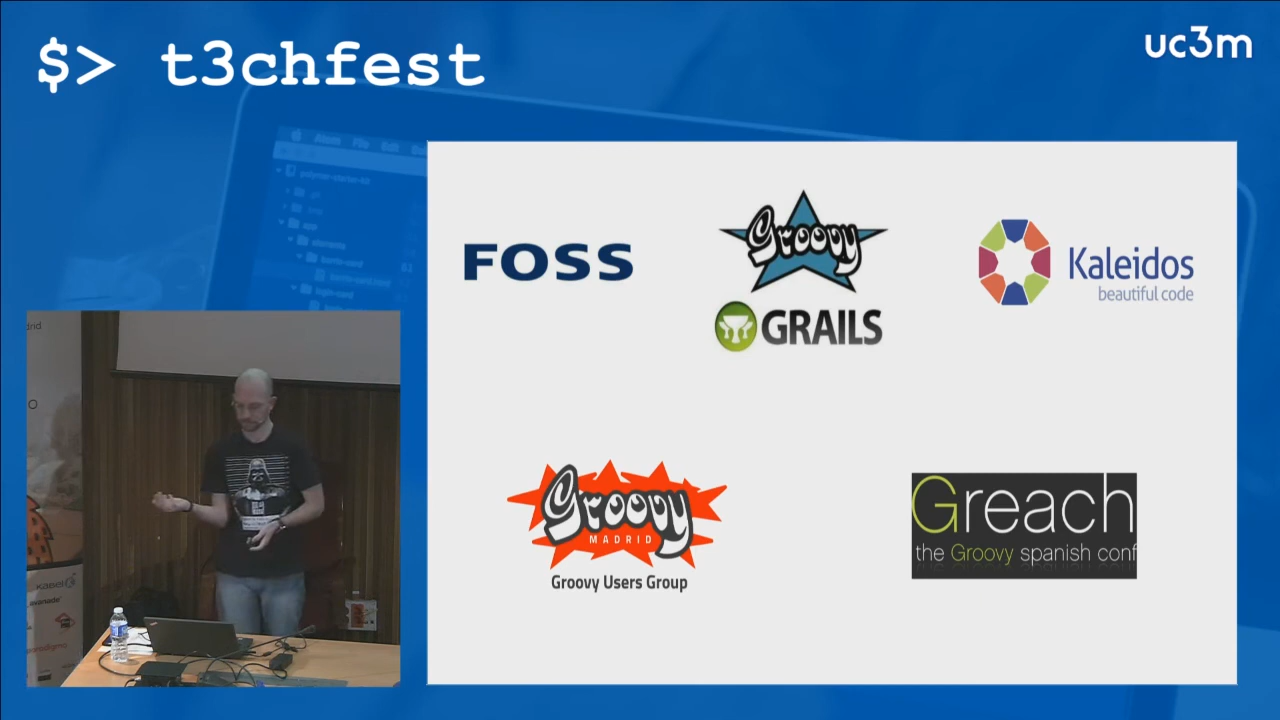 $> t3chfest
uc3m
FOSS
Groovy
GRAILS
Kaleidos
beautiful code
Groovy
MADRID
Groovy Users Group
Greach
the Groovy spanish conf